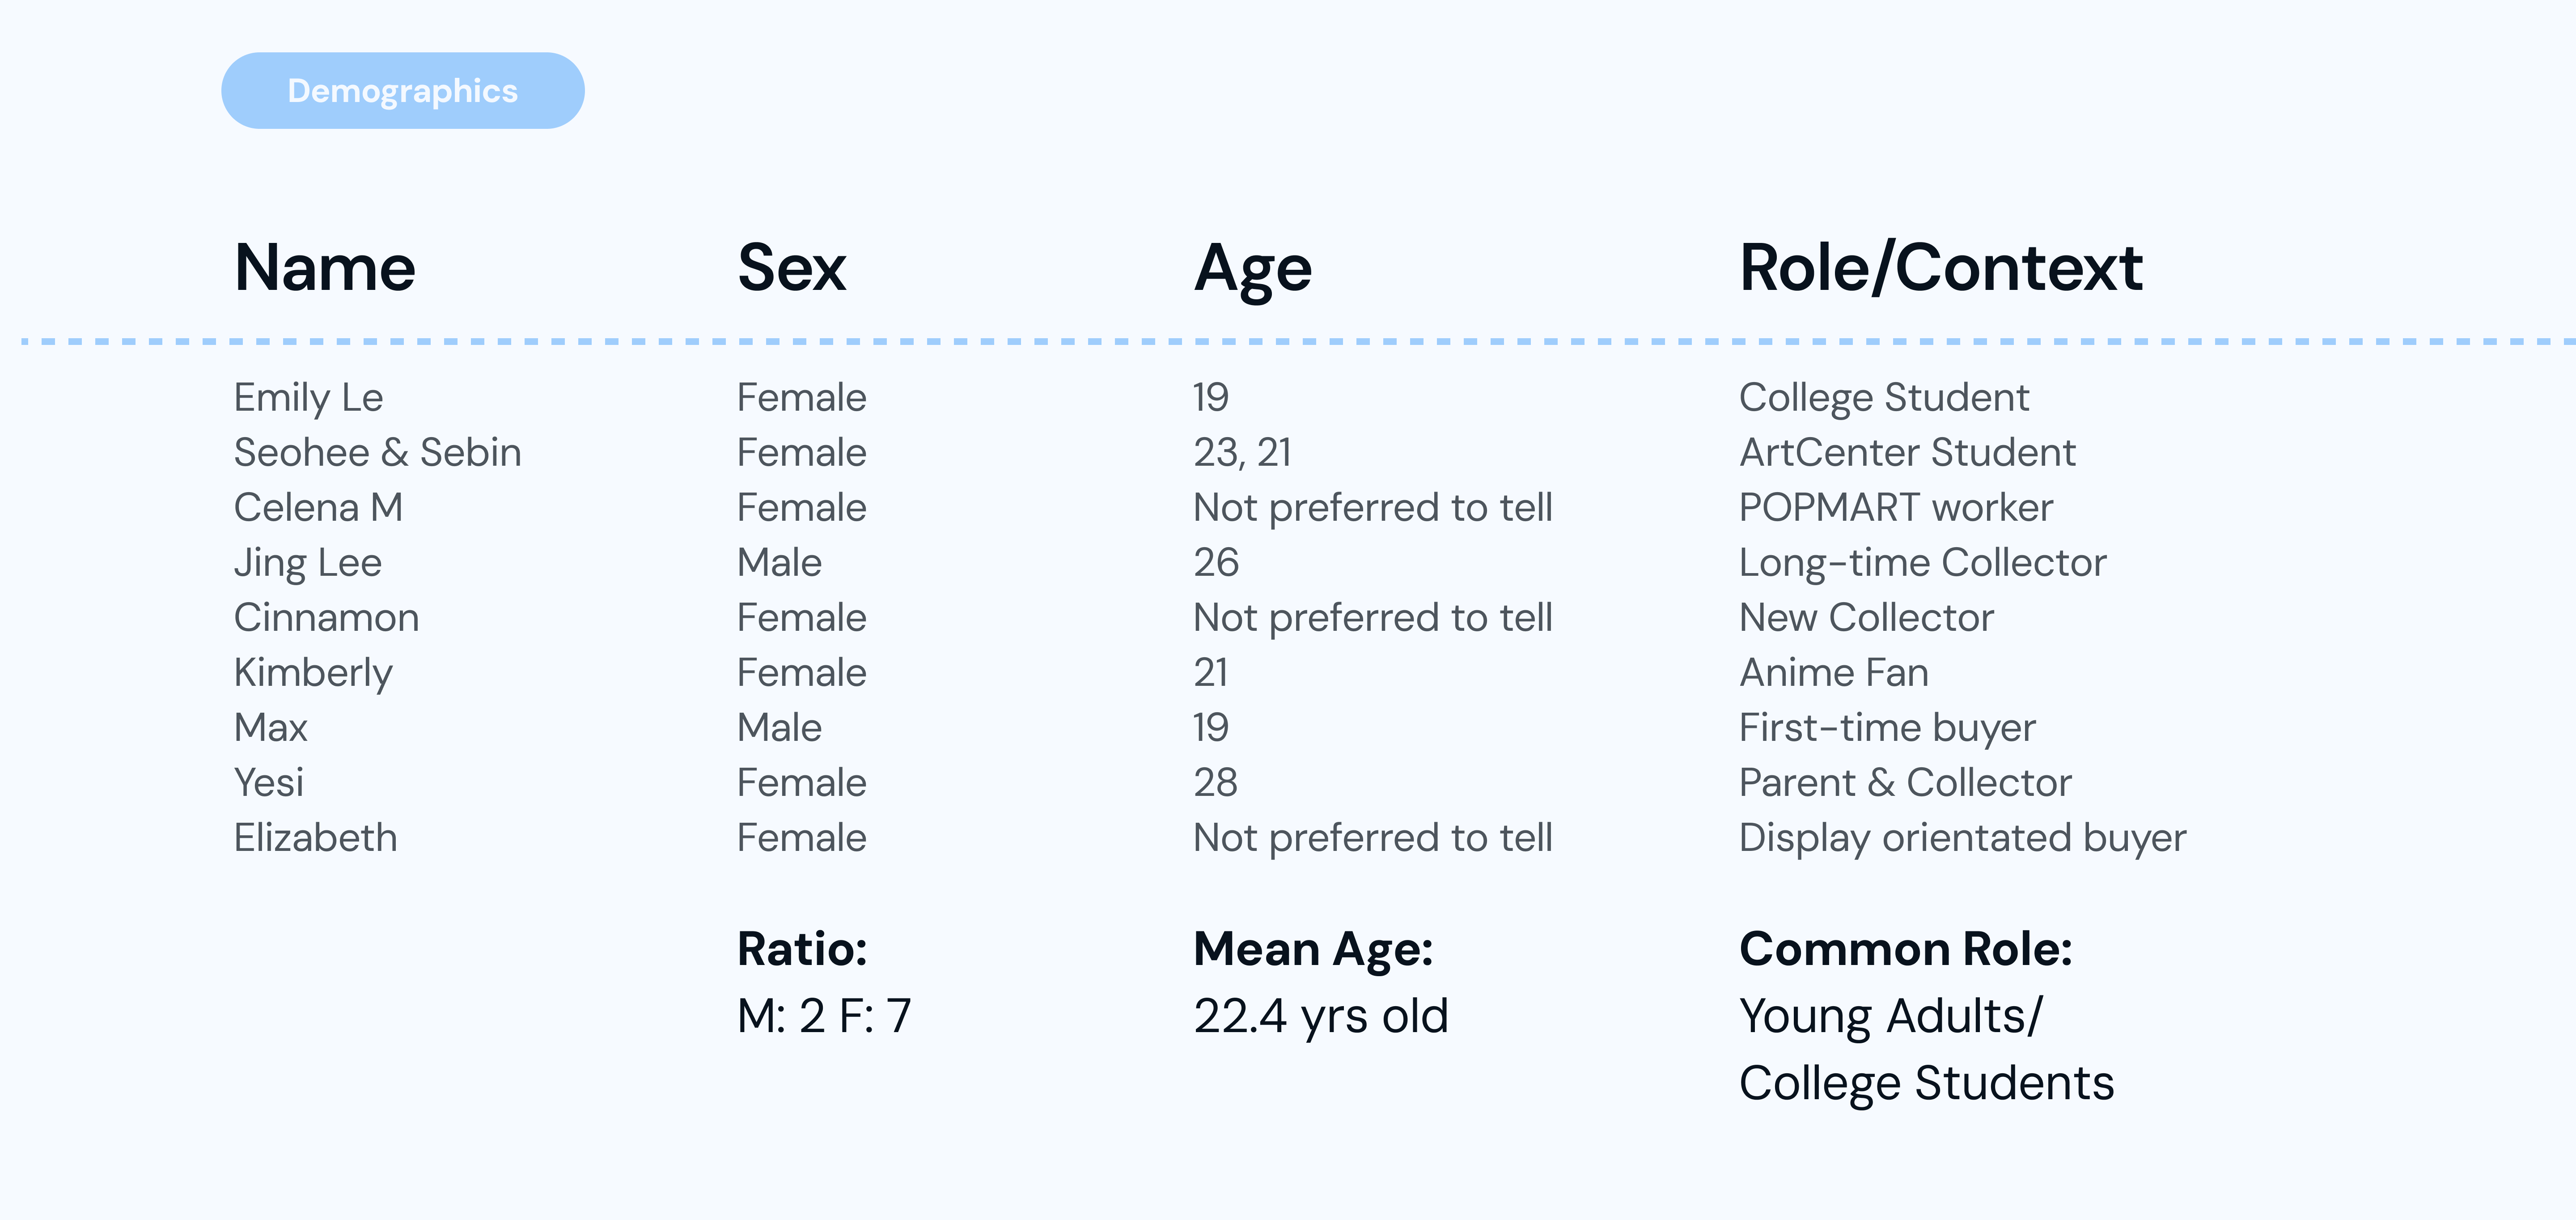 Demographics
Name Sex Age Role/Context
Emily Le Female 19 College Student
Seohee & Sebin Female 23, 21 ArtCenter Student
Celena M Female Not preferred to tell POPMART worker
Jing Lee Male 26 Long-time Collector
Cinnamon Female Not preferred to tell New Collector
Kimberly Female 21 Anime Fan
Max Male 19 First-time buyer
Yesi Female 28 Parent & Collector
Elizabeth Female Not preferred to tell Display orientated buyer
Ratio: Mean Age: Common Role:
M: 2 F: 7 22.4 yrs old Young Adults/
College Students